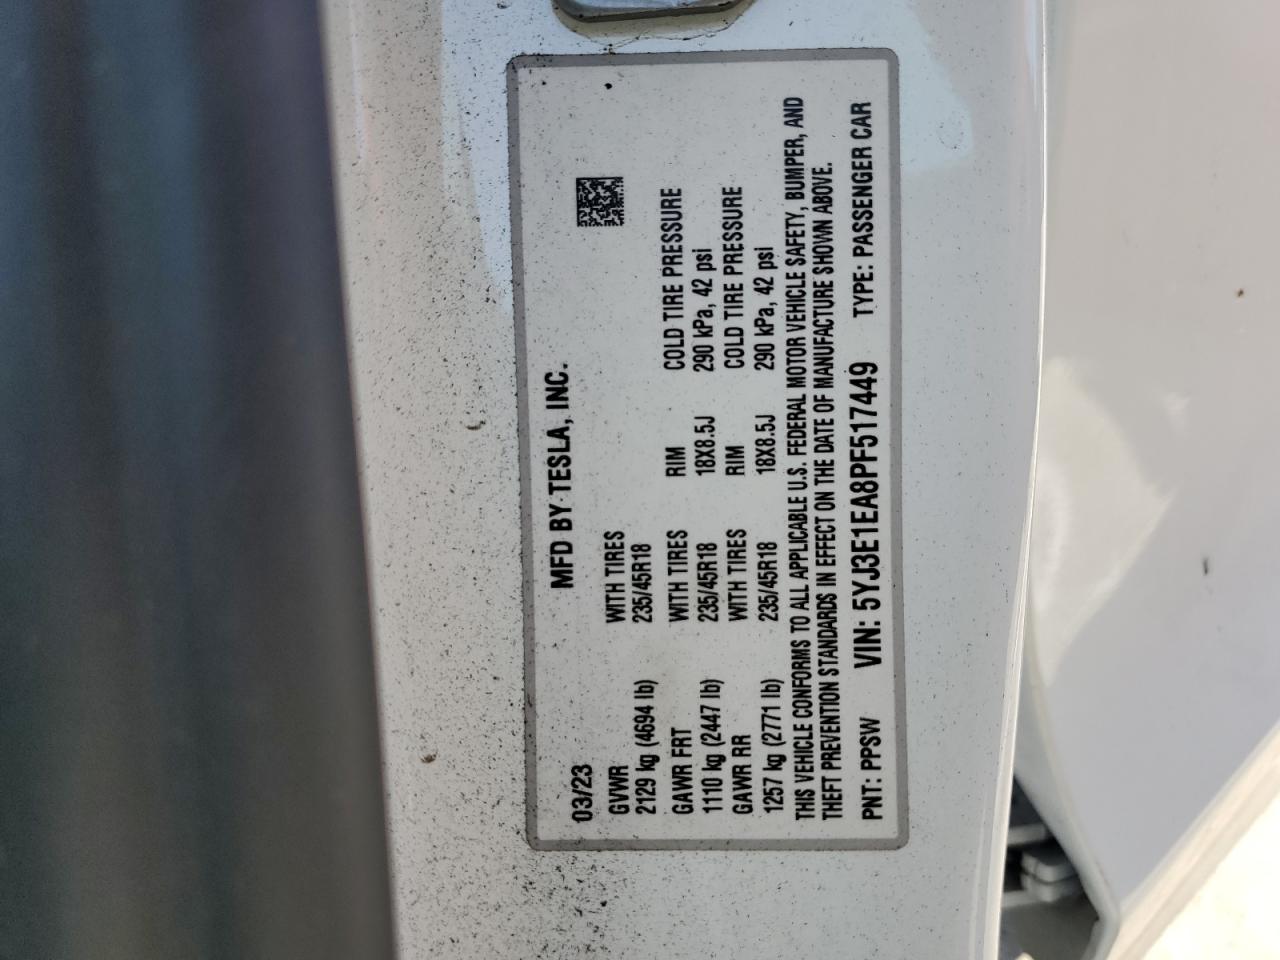 MFD BY TESLA, INC.
03/23
GVWR WITH TIRES
2129 kg (4694 lb) 235/45R18
GAWR FRT WITH TIRES RIM COLD TIRE PRESSURE
1110 kg (2447 lb) 235/45R18 18X8.5J 290 kPa, 42 psi
GAWR RR WITH TIRES RIM COLD TIRE PRESSURE
1257 kg (2771 lb) 235/45R18 18X8.5J 290 kPa, 42 psi
THIS VEHICLE CONFORMS TO ALL APPLICABLE U.S. FEDERAL MOTOR VEHICLE SAFETY, BUMPER, AND
THEFT PREVENTION STANDARDS IN EFFECT ON THE DATE OF MANUFACTURE SHOWN ABOVE.
PNT: PPSW VIN: 5YJ3E1EA8PF517449 TYPE: PASSENGER CAR